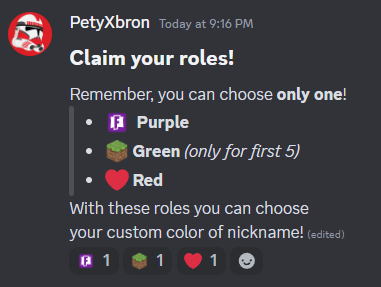 PetyXbron Today at 9:16 PM
Claim your roles!
Remember, you can choose only one!
• Purple
• Green (only for first 5)
• Red
With these roles you can choose
your custom color of nickname! (edited)
1 1 1